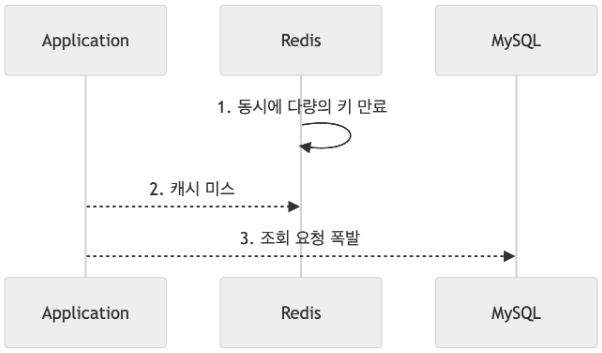 Application
Redis
MySQL
1. 동시에 다량의 키 만료
2. 캐시 미스
3. 조회 요청 폭발
Application
Redis
MySQL